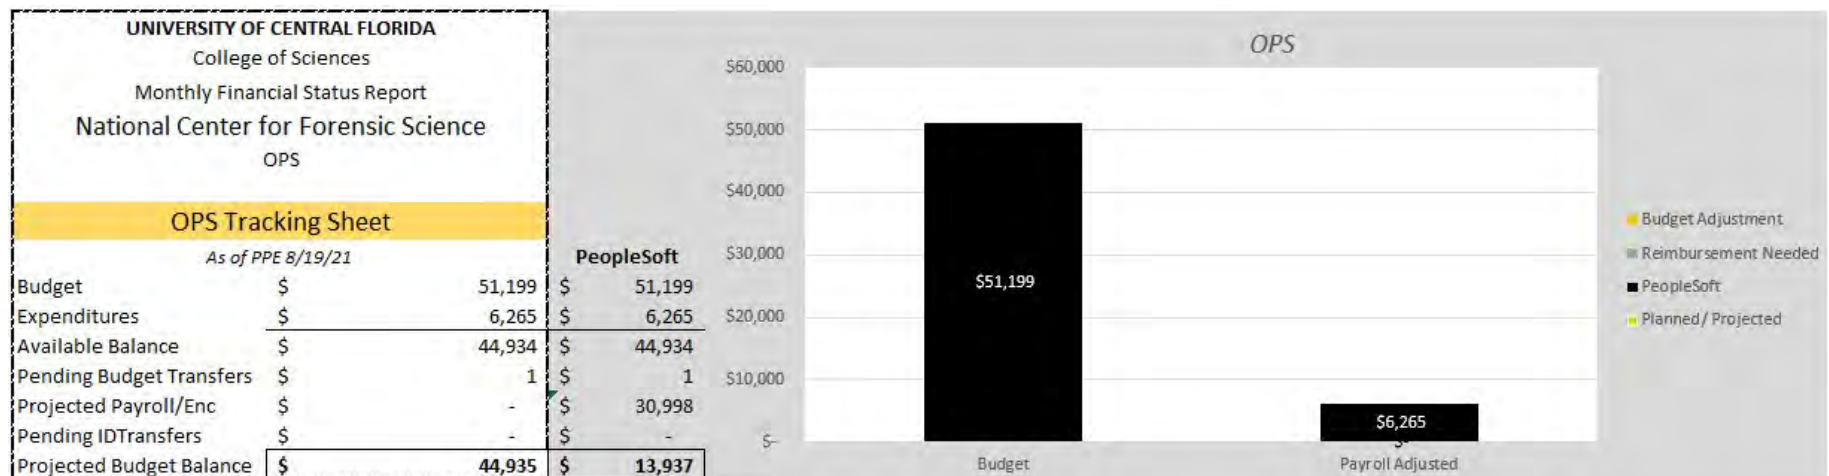 UNIVERSITY OF CENTRAL FLORIDA
College of Sciences
Monthly Financial Status Report
National Center for Forensic Science
OPS
OPS Tracking Sheet
As of PPE 8/19/21 PeopleSoft
Budget $ 51,199 $ 51,199
Expenditures $ 6,265 $ 6,265
Available Balance $ 44,934 $ 44,934
Pending Budget Transfers $ 1 $ 1
Projected Payroll/Enc $ - $ 30,998
Pending IDTransfers $ - $ -
Projected Budget Balance $ 44,935 $ 13,937
OPS
$60,000
$50,000
$40,000
$30,000
$20,000
$10,000
$-
$51,199
$6,265
$-
Budget
Payroll Adjusted
Budget Adjustment
Reimbursement Needed
PeopleSoft
Planned/ Projected